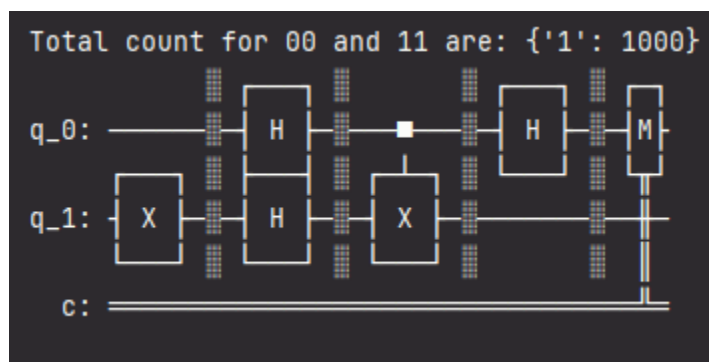 Total count for 00 and 11 are: {'1': 1000}
q_0: H ■ H M
q_1: X H X
c: